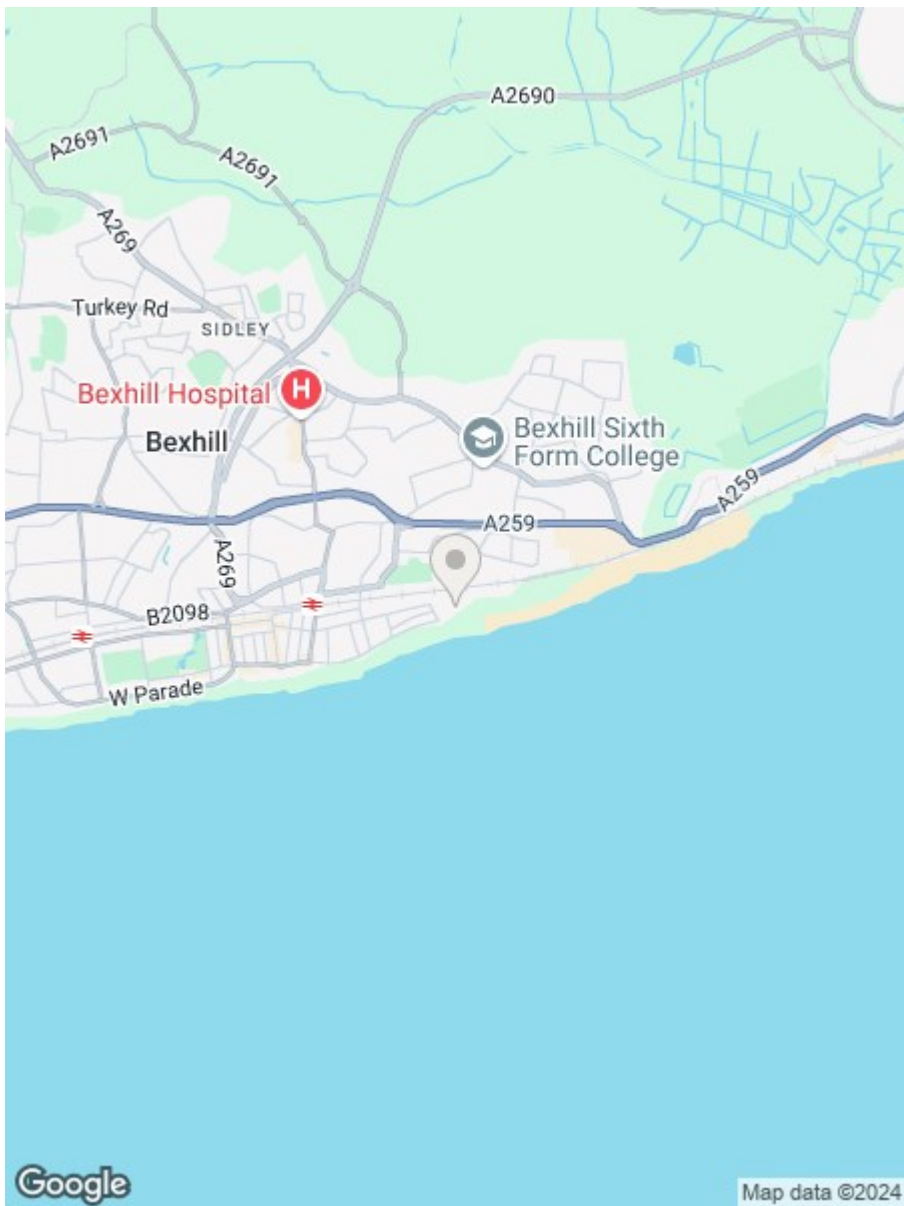 A2690
A2691
A2691
A269
Turkey Rd
SIDLEY
Bexhill Hospital
H
Bexhill
Bexhill Sixth
Form College
A259
A259
A269
B2098
W Parade
Google
Map data ©2024